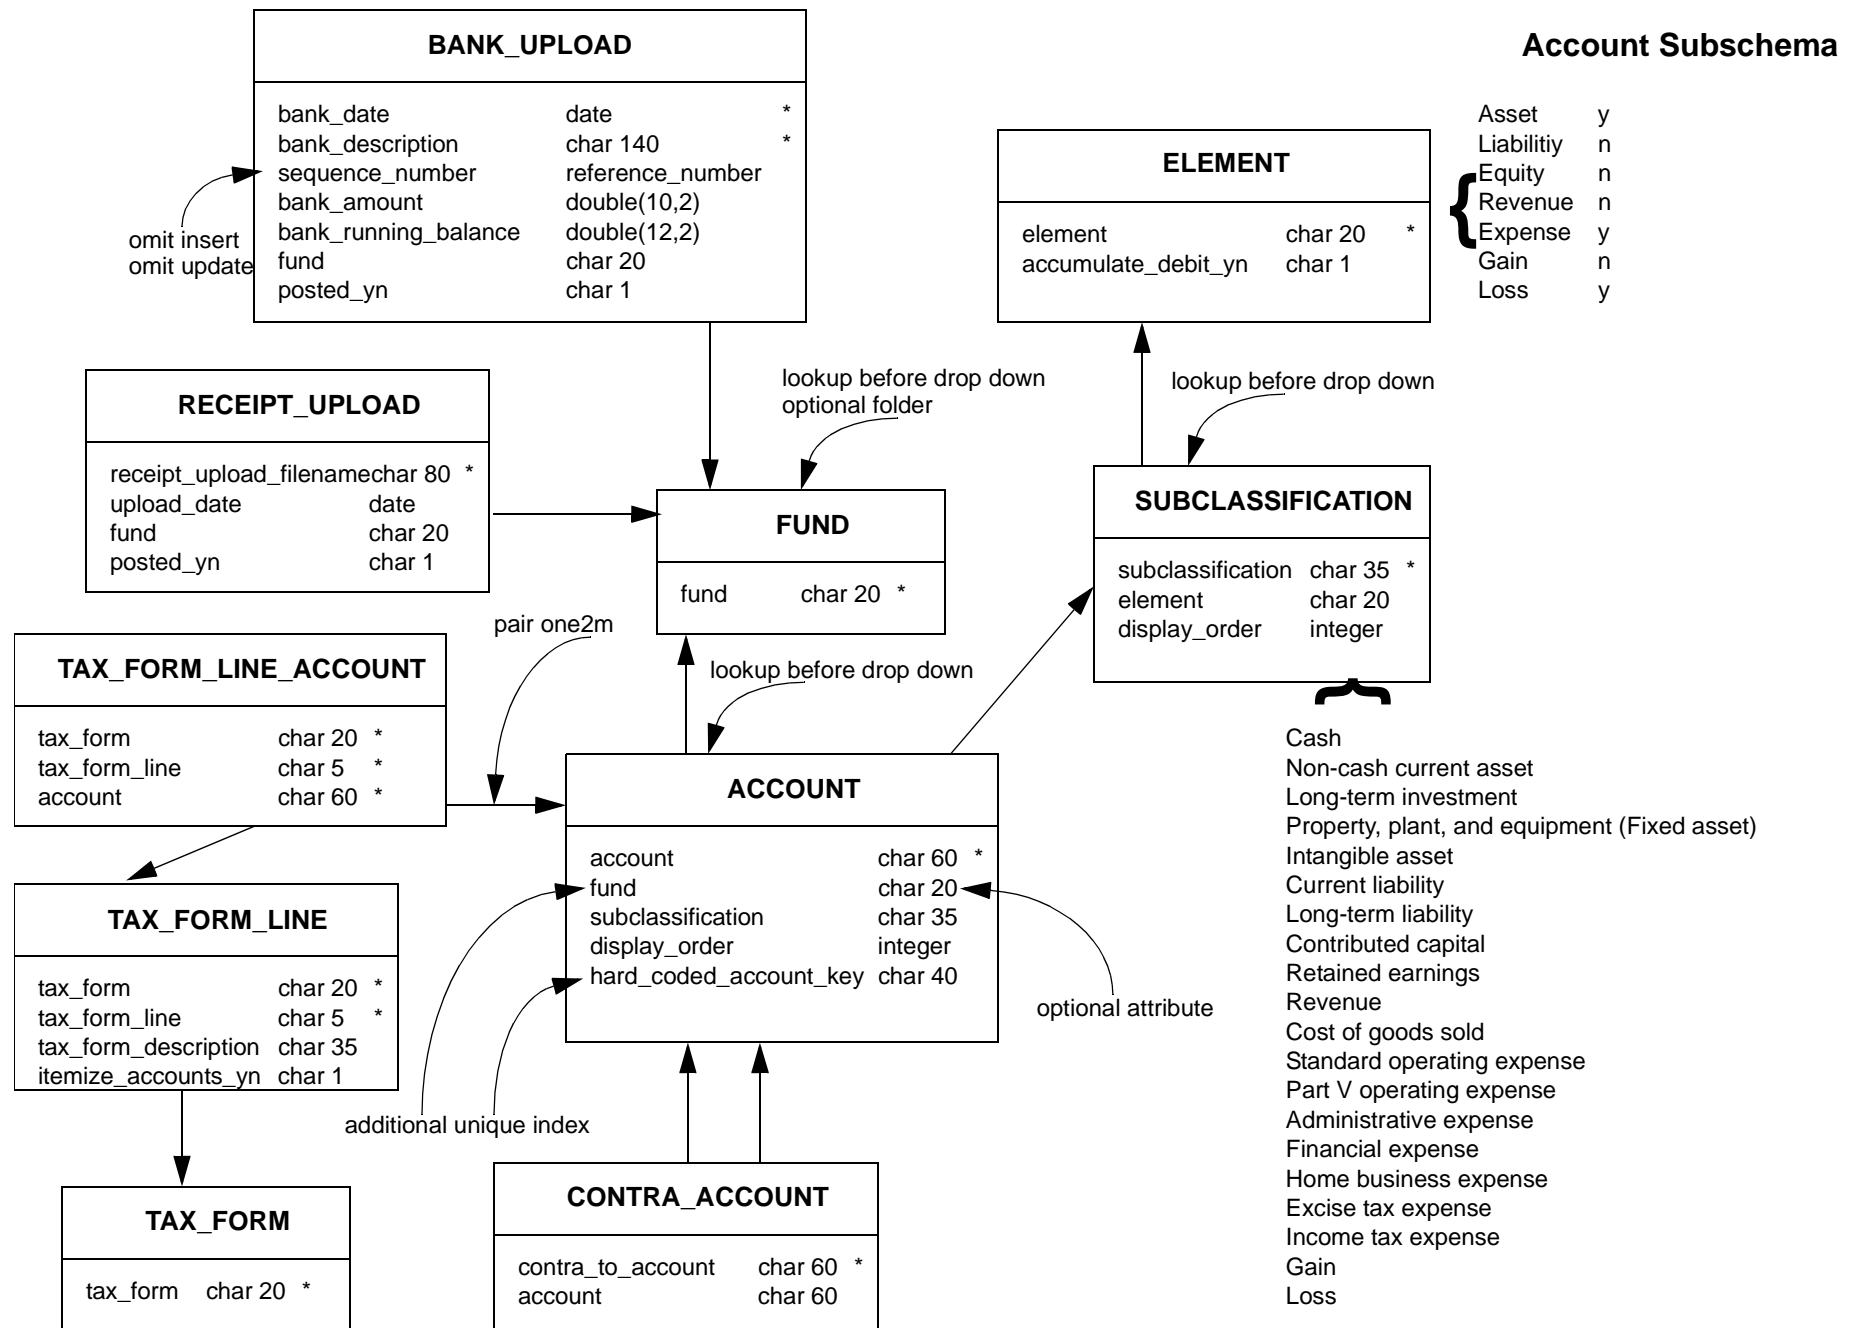 Account Subschema
BANK_UPLOAD
bank_date date *
bank_description char 140 *
sequence_number reference_number
bank_amount double(10,2)
bank_running_balance double(12,2)
fund char 20
posted_yn char 1
omit insert
omit update
ELEMENT
element char 20 *
accumulate_debit_yn char 1
Asset y
Liabilitiy n
Equity n
Revenue n
Expense y
Gain n
Loss y
{
RECEIPT_UPLOAD
receipt_upload_filenamechar 80 *
upload_date date
fund char 20
posted_yn char 1
lookup before drop down
optional folder
lookup before drop down
FUND
fund char 20 *
SUBCLASSIFICATION
subclassification char 35 *
element char 20
display_order integer
{
pair one2m
lookup before drop down
TAX_FORM_LINE_ACCOUNT
tax_form char 20 *
tax_form_line char 5 *
account char 60 *
ACCOUNT
account char 60 *
fund char 20
subclassification char 35
display_order integer
hard_coded_account_key char 40
optional attribute
additional unique index
TAX_FORM_LINE
tax_form char 20 *
tax_form_line char 5 *
tax_form_description char 35
itemize_accounts_yn char 1
TAX_FORM
tax_form char 20 *
CONTRA_ACCOUNT
contra_to_account char 60 *
account char 60
Cash
Non-cash current asset
Long-term investment
Property, plant, and equipment (Fixed asset)
Intangible asset
Current liability
Long-term liability
Contributed capital
Retained earnings
Revenue
Cost of goods sold
Standard operating expense
Part V operating expense
Administrative expense
Financial expense
Home business expense
Excise tax expense
Income tax expense
Gain
Loss